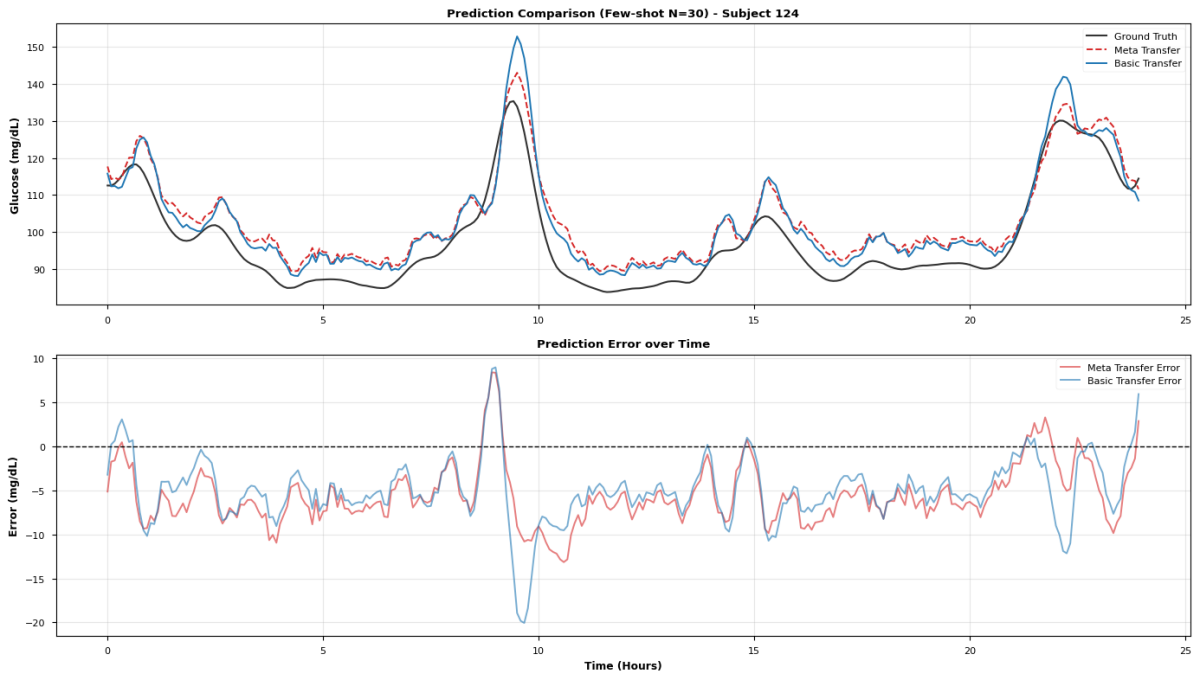 Prediction Comparison (Few-shot N=30) - Subject 124
Glucose (mg/dL)
150
140
130
120
110
100
90
Ground Truth
Meta Transfer
Basic Transfer
0 5 10 15 20 25
Prediction Error over Time
Error (mg/dL)
10
5
0
−5
−10
−15
−20
Meta Transfer Error
Basic Transfer Error
0 5 10 15 20 25
Time (Hours)